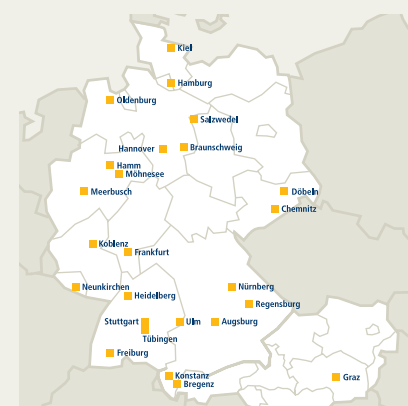 Kiel
Hamburg
Oldenburg
Salzwedel
Hannover
Braunschweig
Hamm
Möhnesee
Meerbusch
Döbeln
Chemnitz
Koblenz
Frankfurt
Neunkirchen
Nürnberg
Heidelberg
Regensburg
Stuttgart
Ulm
Augsburg
Tübingen
Freiburg
Konstanz
Graz
Bregenz